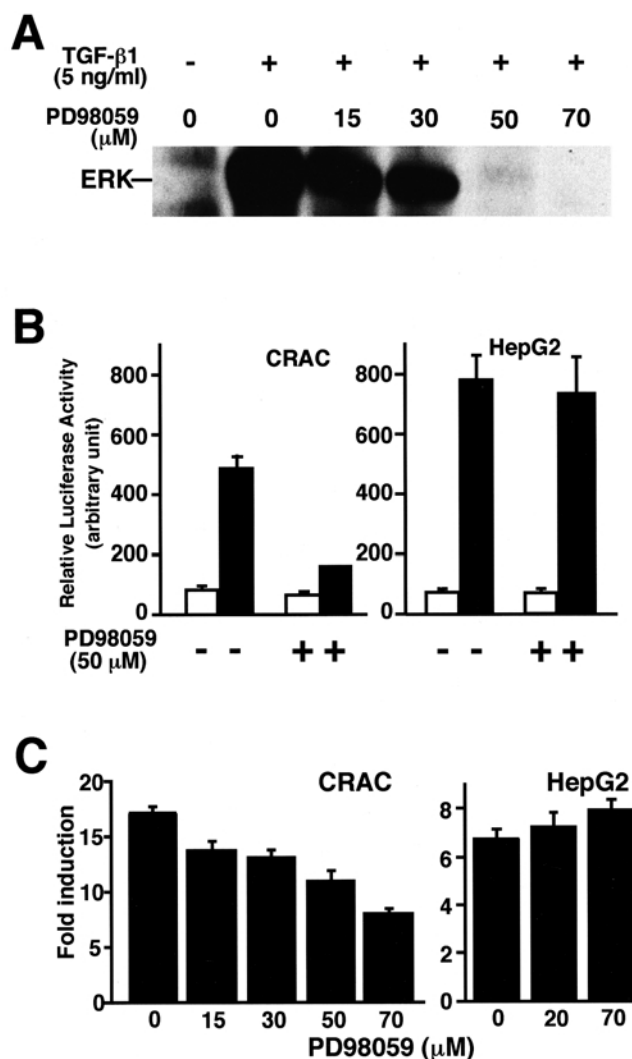 A
TGF-β1 - + + + + +
(5 ng/ml)
PD98059 0 0 15 30 50 70
(μM)
ERK
B
CRAC HepG2
Relative Luciferase Activity
(arbitrary unit)
800 800
600 600
400 400
200 200
0 0
PD98059 - - + + - - + +
(50 μM)
C
CRAC HepG2
Fold induction
20
15
10
5
0
8
6
4
2
0
0 15 30 50 70 0 20 70
PD98059 (μM)